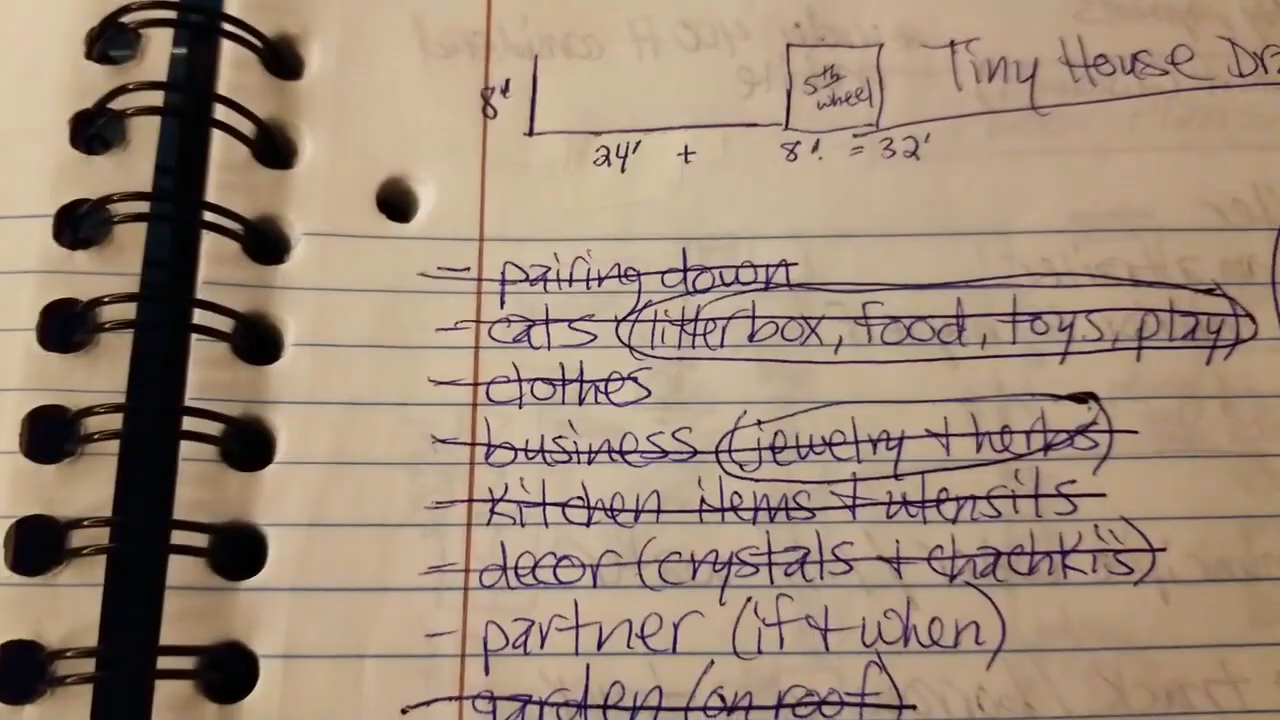 8' 5th wheel Tiny House Dr
24' + 8' = 32'
- pairing down
- cats (litterbox, food, toys, play)
- clothes
- business (jewelry + herbs)
- kitchen items + utensils
- decor (crystals + chachkiis)
- partner (if + when)
- garden (on roof)